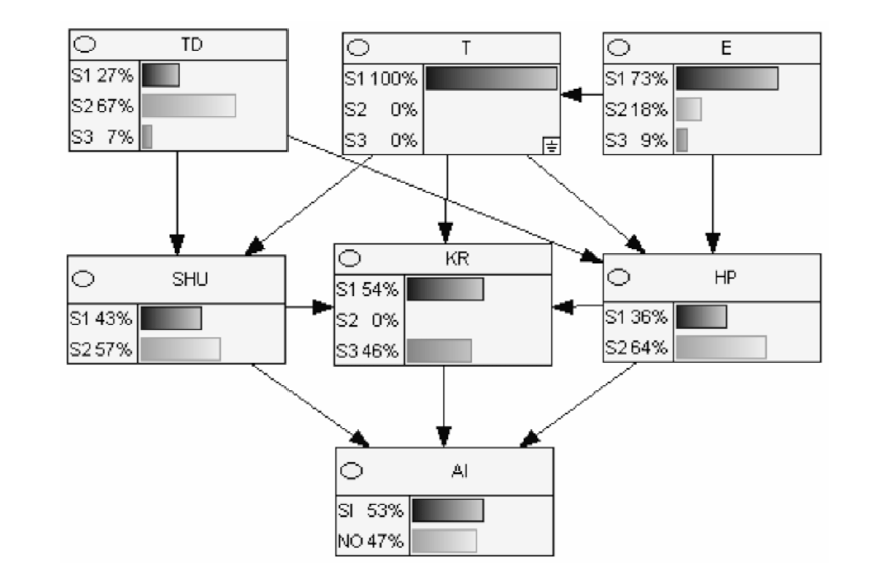 TD
S1 27%
S2 67%
S3 7%
T
S1 100%
S2 0%
S3 0%
E
S1 73%
S2 18%
S3 9%
SHU
S1 43%
S2 57%
KR
S1 54%
S2 0%
S3 46%
HP
S1 36%
S2 64%
AI
SI 53%
NO 47%